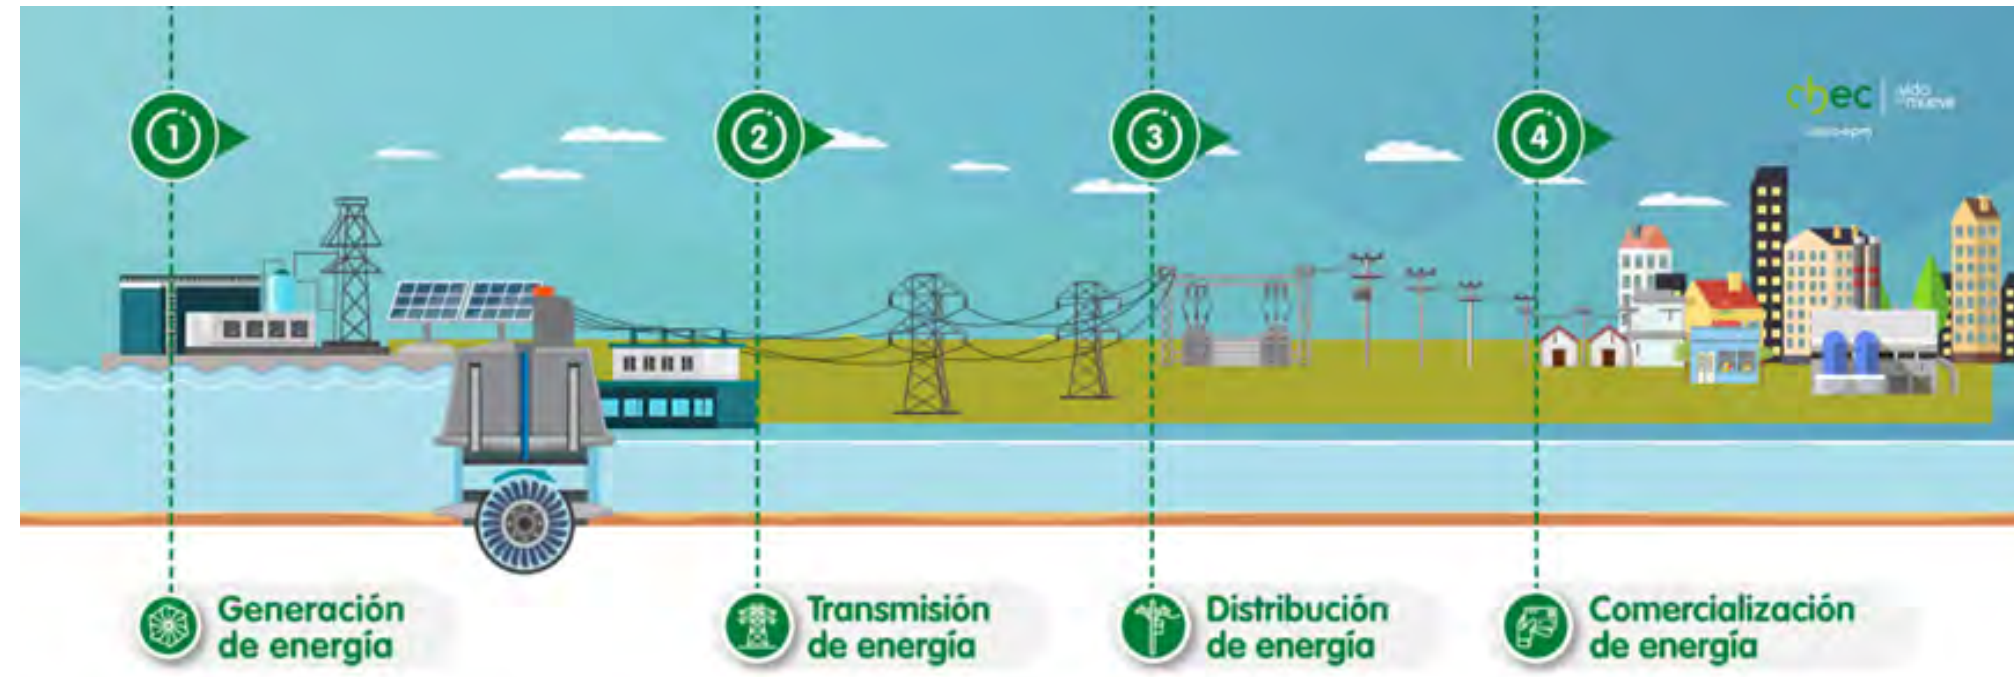 1
2
3
4
chec
Generación
de energía
Transmisión
de energía
Distribución
de energía
Comercialización
de energía